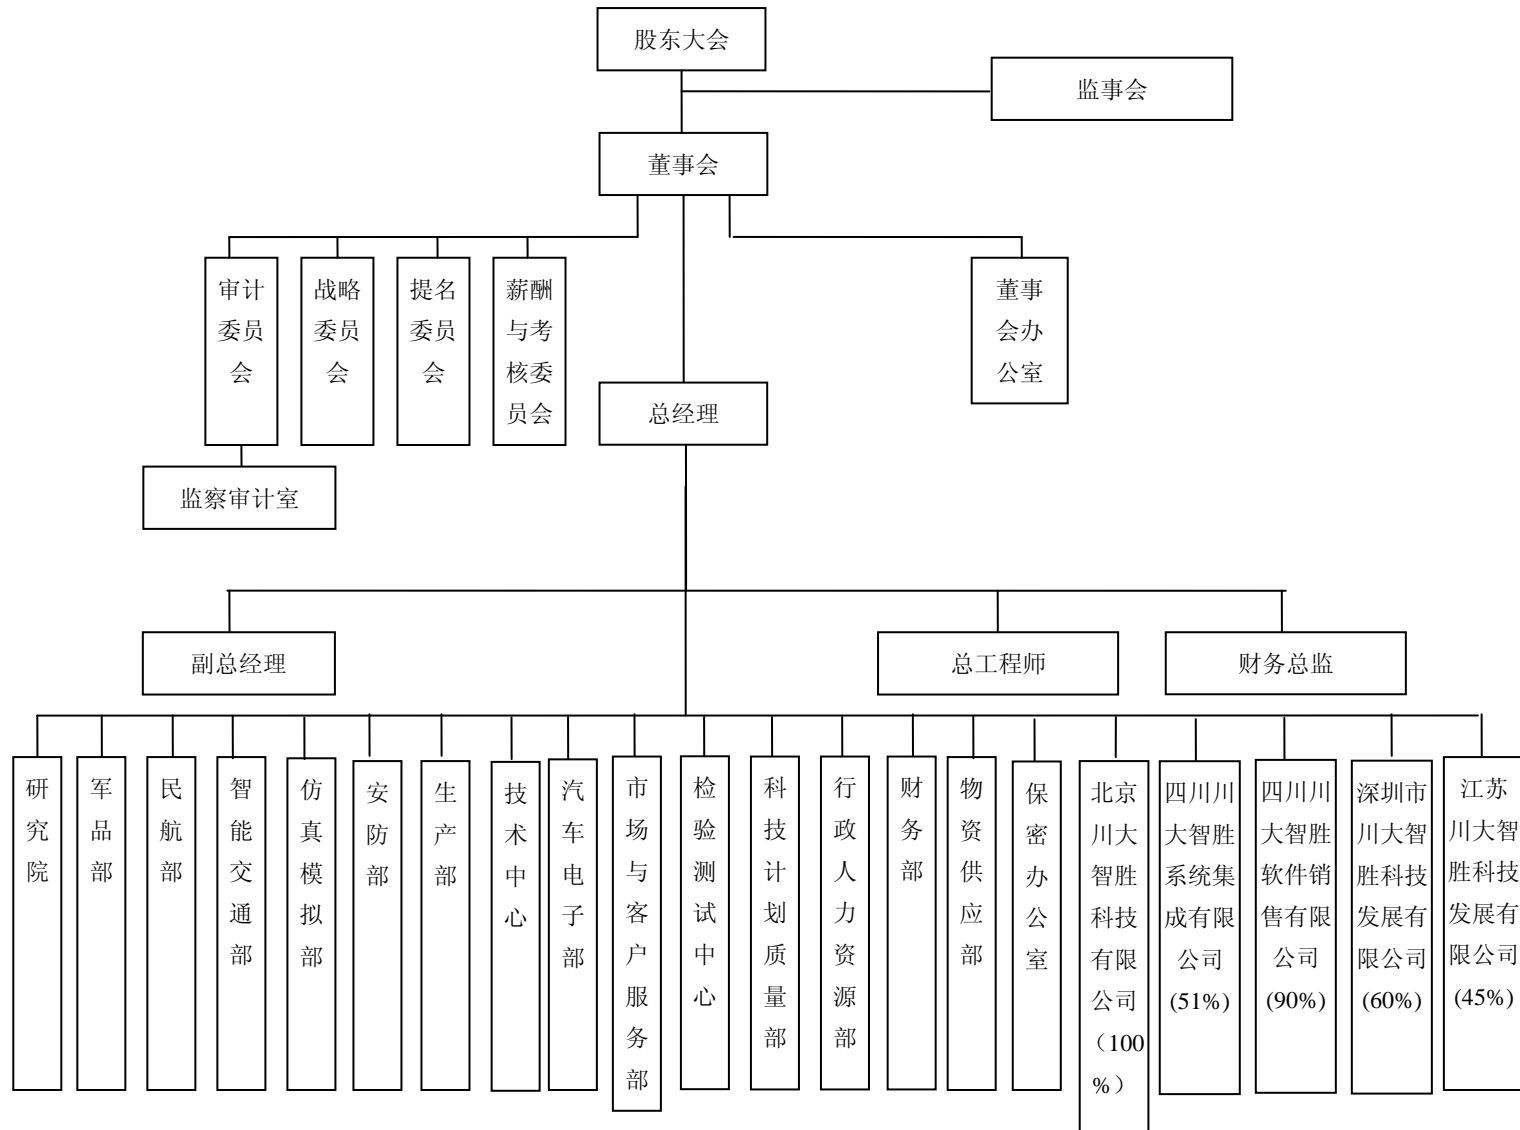 股东大会
监事会
董事会
审计
委员
会
战略
委员
会
提名
委员
会
薪酬
与考
核委
员会
董事
会办
公室
总经理
监察审计室
副总经理
总工程师
财务总监
研究院
军品部
民航部
智能交通部
仿真模拟部
安防部
生产部
技术中心
汽车电子部
市场与客户服务部
检验测试中心
科技计划质量部
行政人力资源部
财务部
物资供应部
保密办公室
北京
川大
智胜
科技
有限
公司
（100
%）
四川川
大智胜
系统集
成有限
公司
(51%)
四川川
大智胜
软件销
售有限
公司
(90%)
深圳市
川大智
胜科技
发展有
限公司
(60%)
江苏
川大智
胜科技
发展有
限公司
(45%)